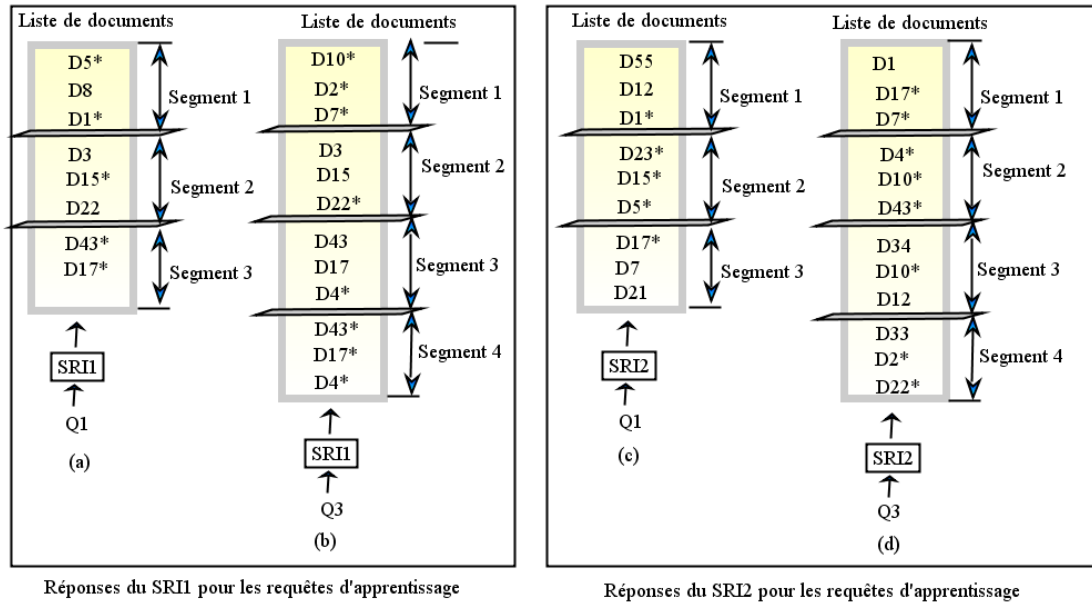 Liste de documents
D5*
D8
D1*
Segment 1
D3
D15*
D22
Segment 2
D43*
D17*
Segment 3
SRI1
Q1
(a)
Liste de documents
D10*
D2*
D7*
Segment 1
D3
D15
D22*
Segment 2
D43
D17
D4*
Segment 3
D43*
D17*
D4*
Segment 4
SRI1
Q3
(b)
Réponses du SRI1 pour les requêtes d'apprentissage
Liste de documents
D55
D12
D1*
Segment 1
D23*
D15*
D5*
Segment 2
D17*
D7
D21
Segment 3
SRI2
Q1
(c)
Liste de documents
D1
D17*
D7*
Segment 1
D4*
D10*
D43*
Segment 2
D34
D10*
D12
Segment 3
D33
D2*
D22*
Segment 4
SRI2
Q3
(d)
Réponses du SRI2 pour les requêtes d'apprentissage